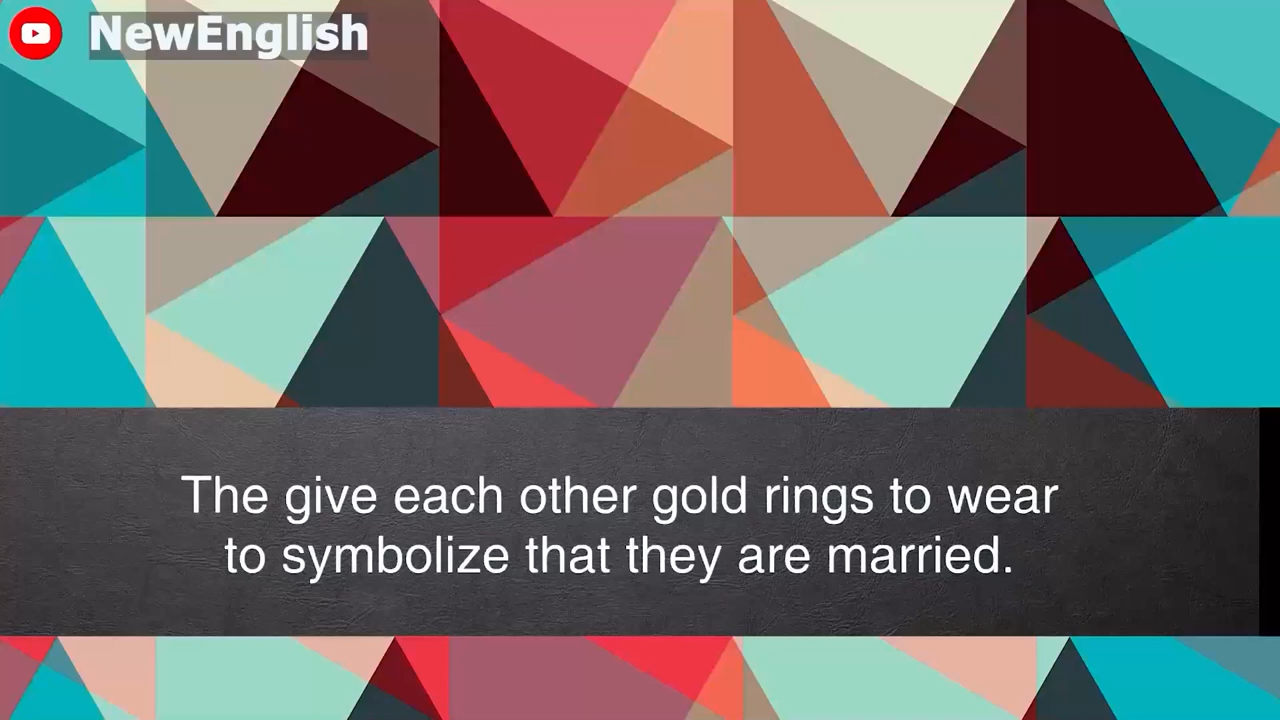 NewEnglish
The give each other gold rings to wear
to symbolize that they are married.